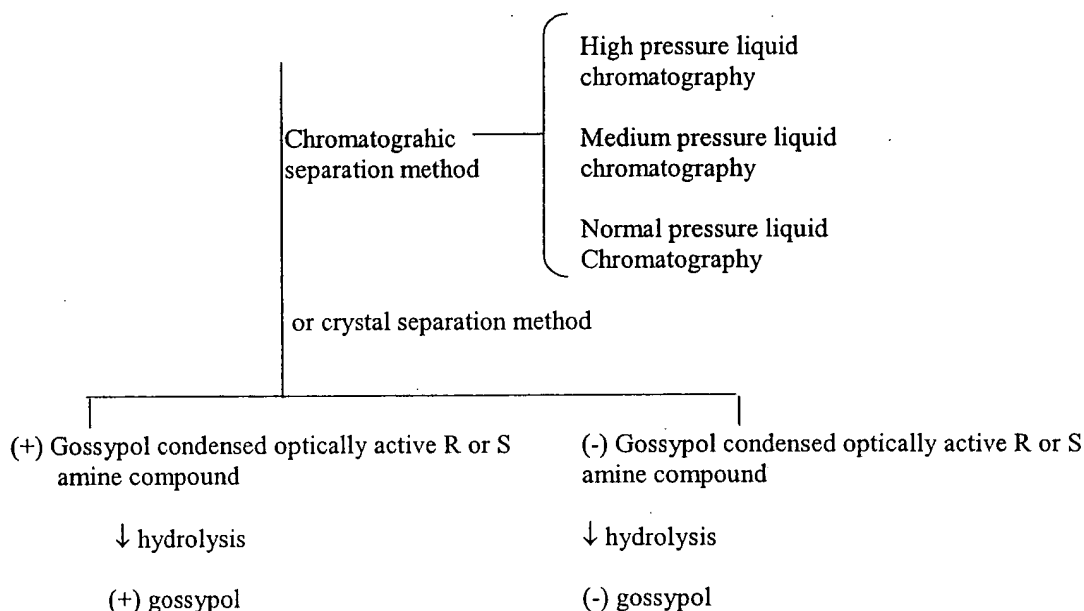 High pressure liquid
chromatography
Chromatograhic
separation method
Medium pressure liquid
chromatography
Normal pressure liquid
Chromatography
or crystal separation method
(+) Gossypol condensed optically active R or S
amine compound
(-) Gossypol condensed optically active R or S
amine compound
↓ hydrolysis
↓ hydrolysis
(+) gossypol
(-) gossypol